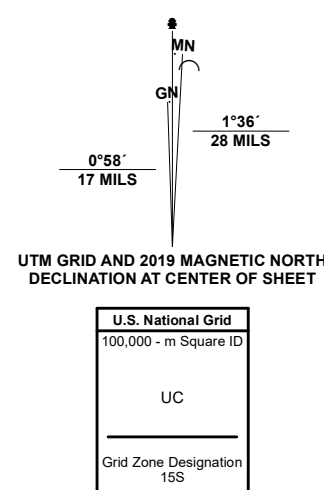 MN
GN
1°36´
28 MILS
0°58´
17 MILS
UTM GRID AND 2019 MAGNETIC NORTH
DECLINATION AT CENTER OF SHEET
U.S. National Grid
100,000 - m Square ID
UC
Grid Zone Designation
15S